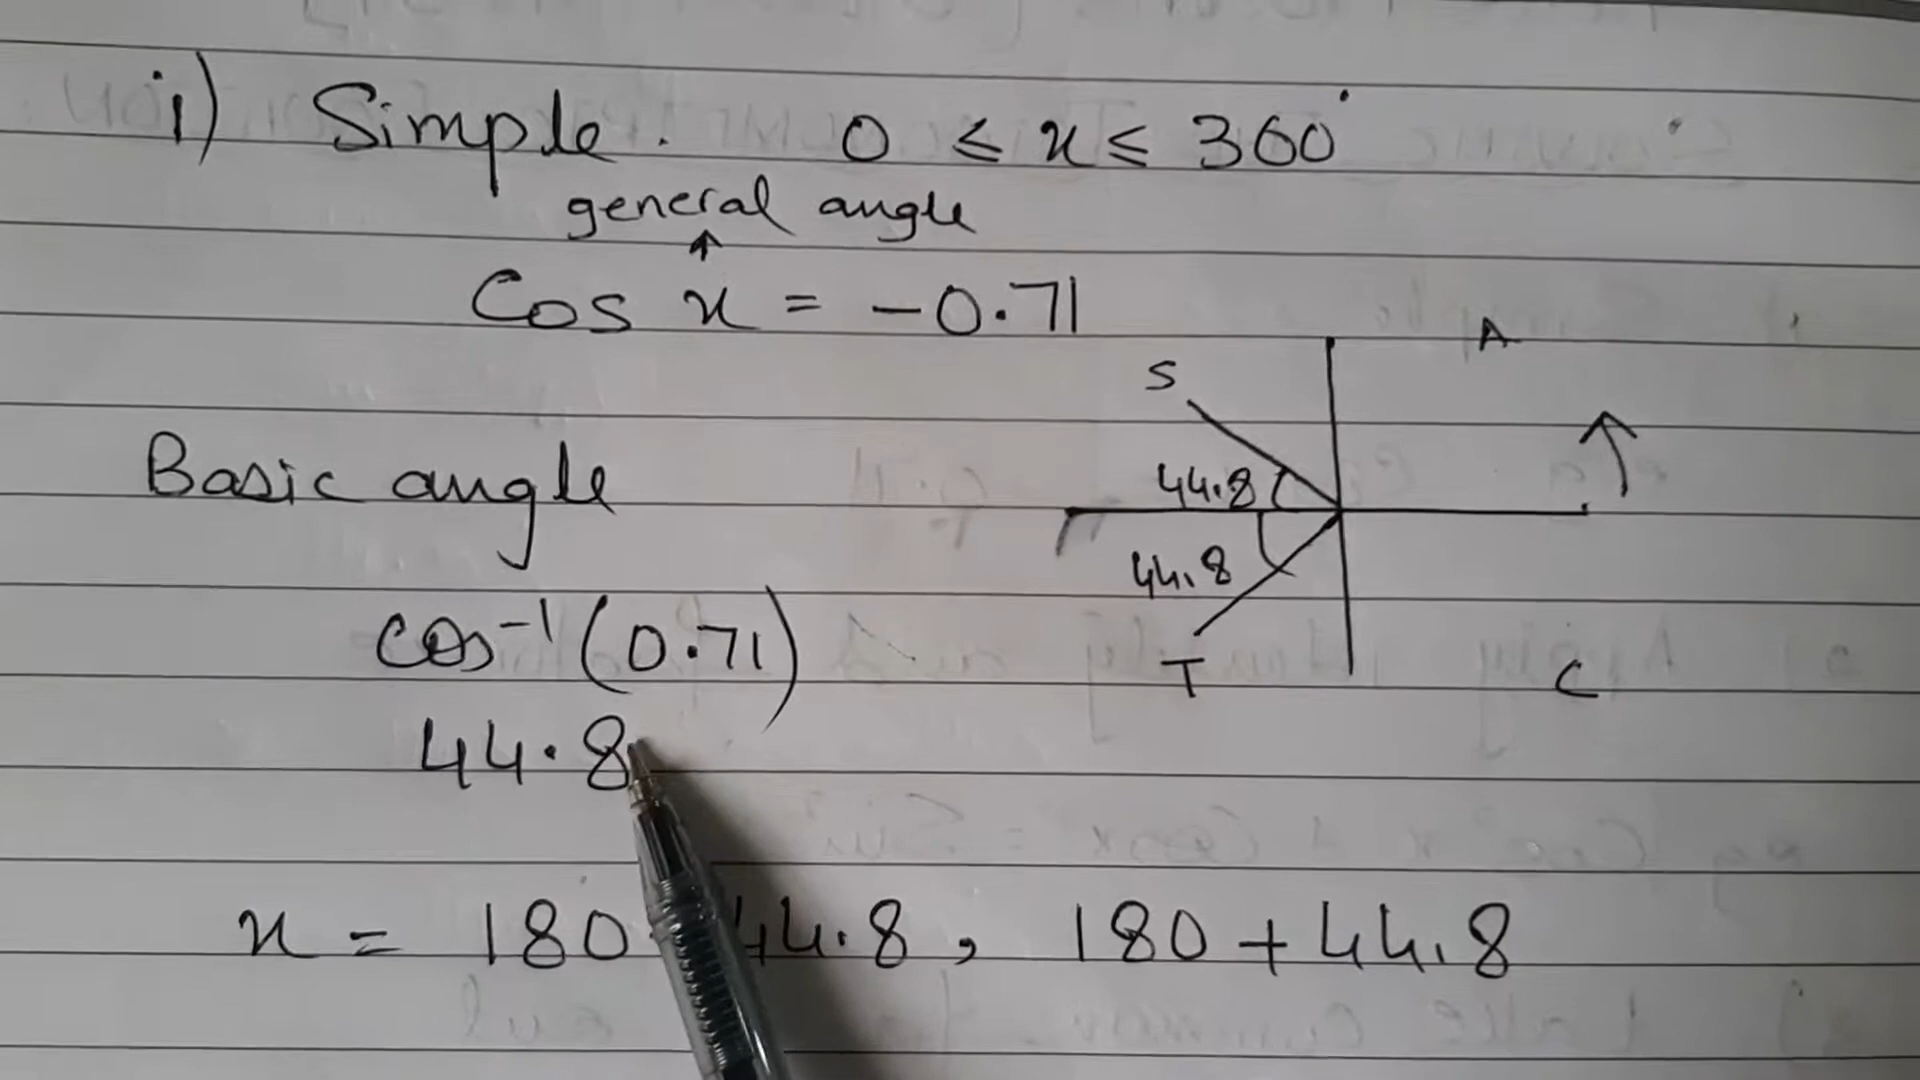 i) Simple. 0 ≤ x ≤ 360°
general angle
↑
Cos x = -0.71
A
S
Basic angle
44.8
44.8
cos⁻¹(0.71)
T
C
44.8
x = 180 44.8, 180 + 44.8